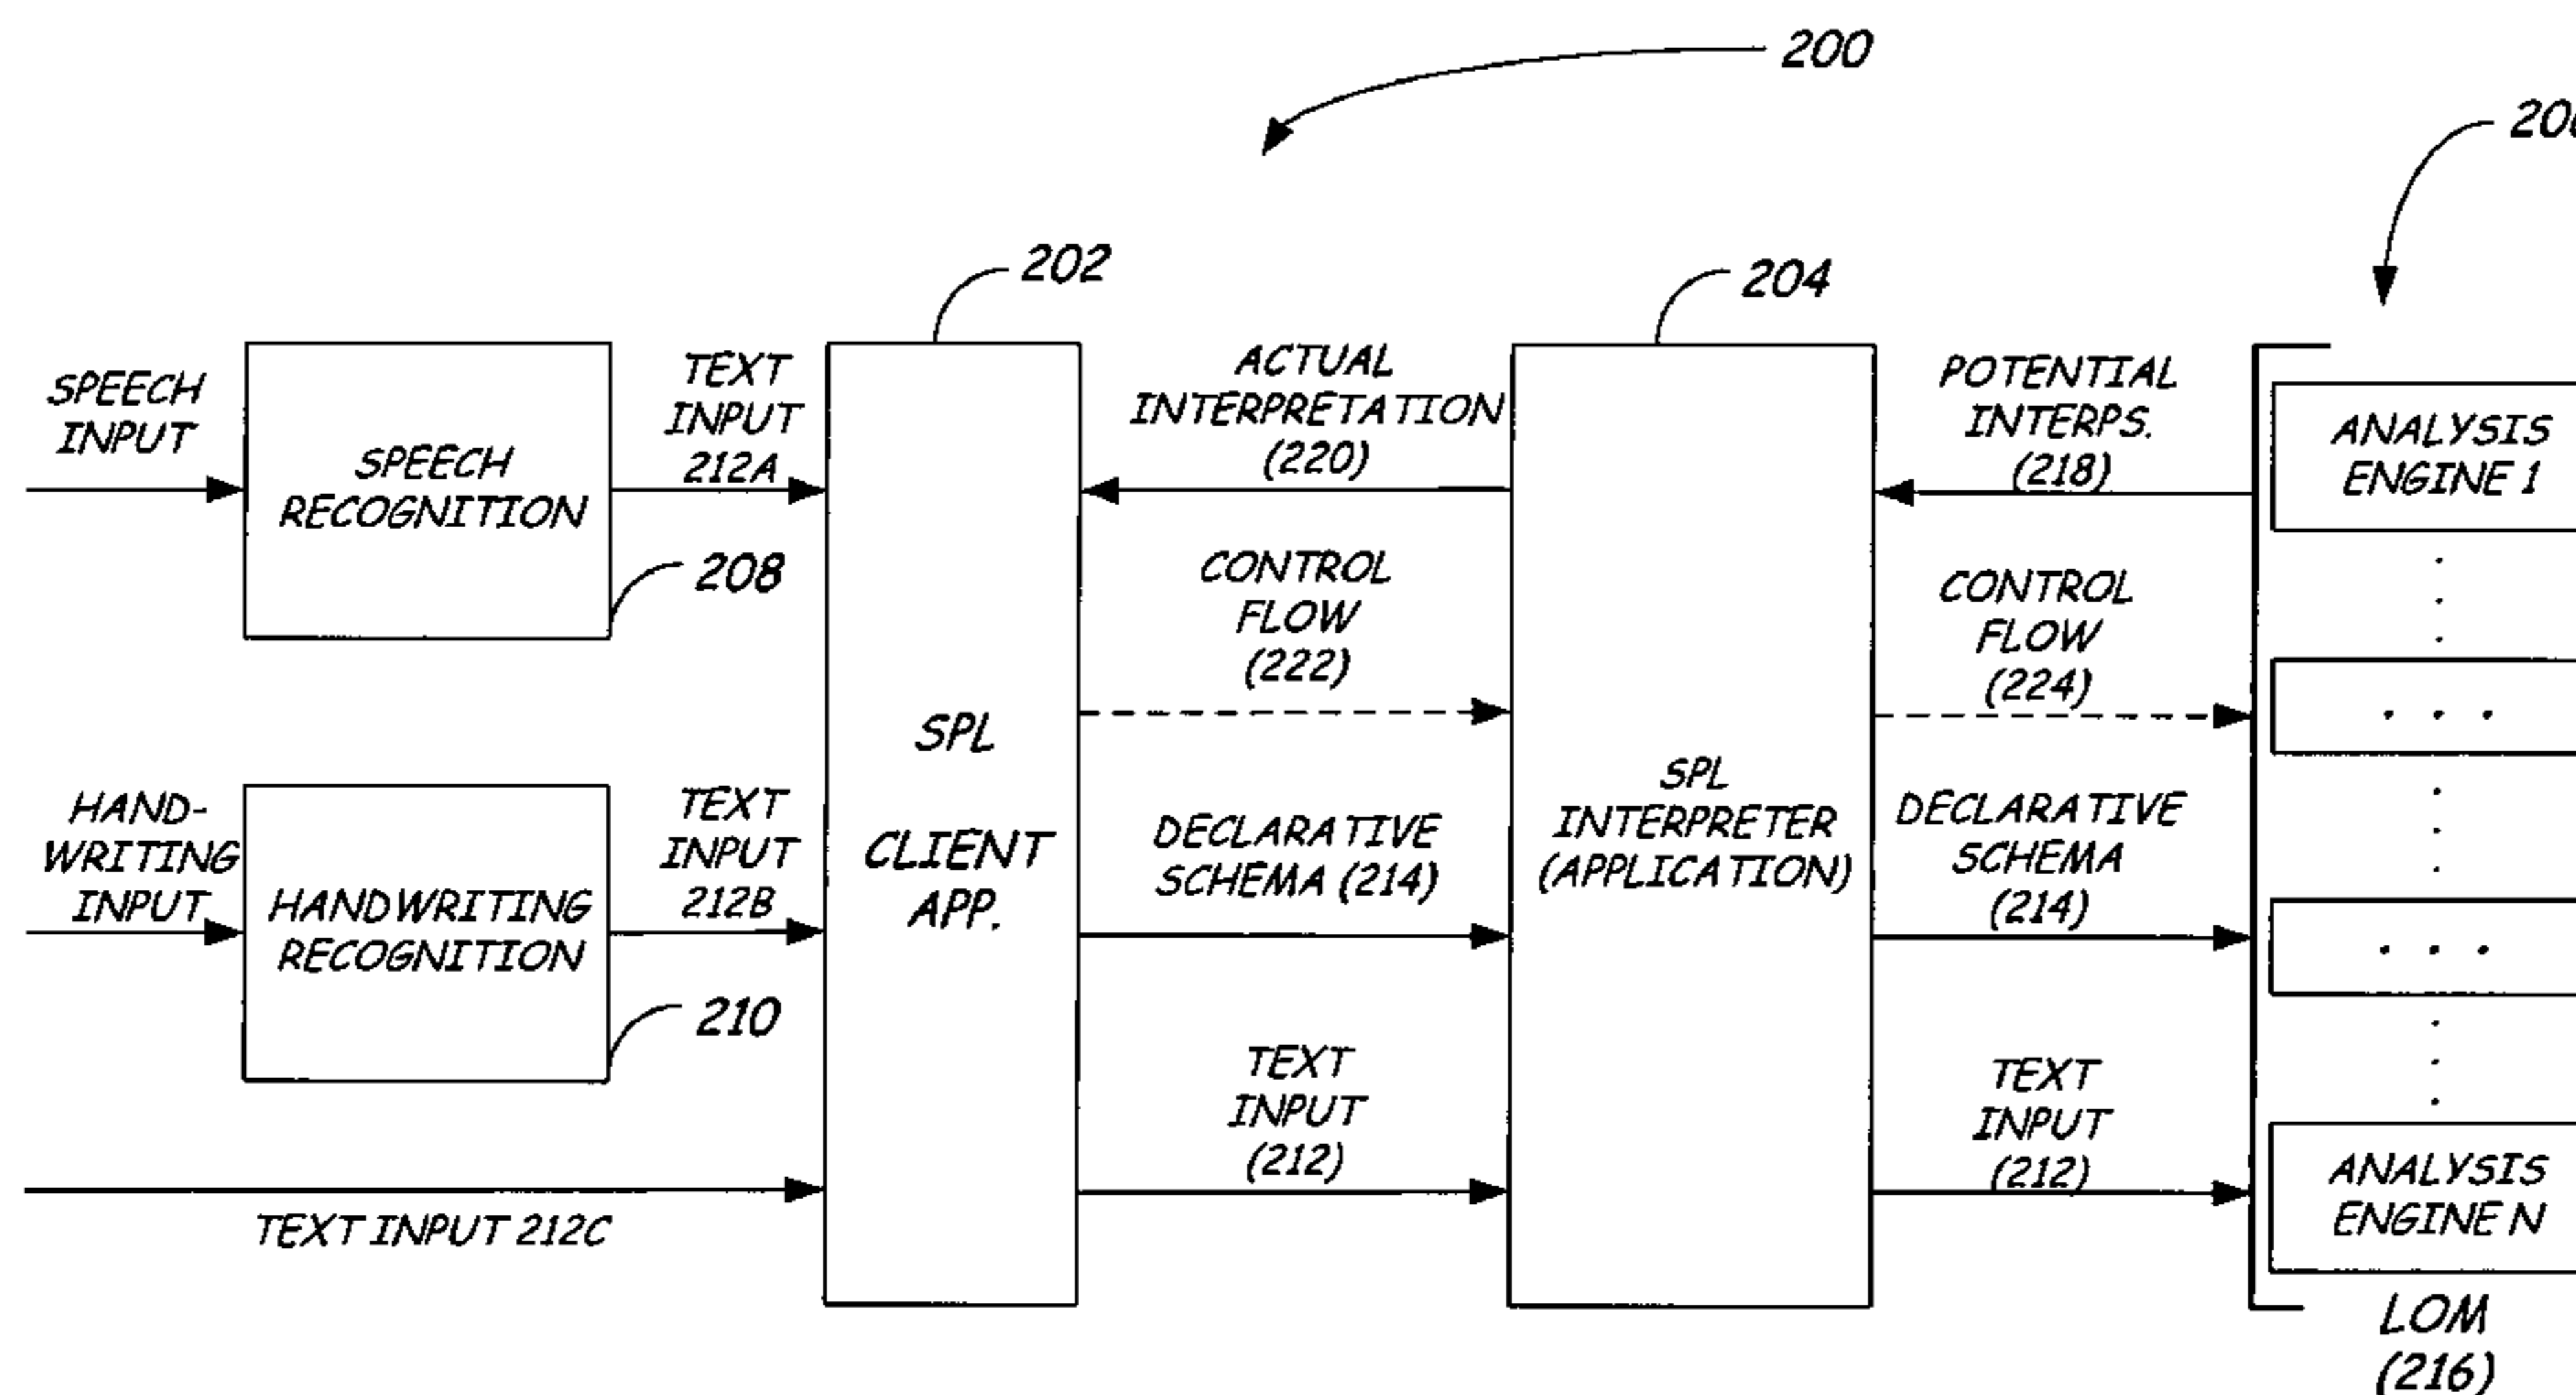 200
20
202
204
SPEECH
INPUT
SPEECH
RECOGNITION
208
TEXT
INPUT
212A
HAND-
WRITING
INPUT
HANDWRITING
RECOGNITION
210
TEXT
INPUT
212B
TEXT INPUT 212C
SPL
CLIENT
APP.
ACTUAL
INTERPRETATION
(220)
CONTROL
FLOW
(222)
DECLARATIVE
SCHEMA (214)
TEXT
INPUT
(212)
SPL
INTERPRETER
(APPLICATION)
POTENTIAL
INTERPS.
(218)
CONTROL
FLOW
(224)
DECLARATIVE
SCHEMA
(214)
TEXT
INPUT
(212)
ANALYSIS
ENGINE 1
. . .
. . .
ANALYSIS
ENGINE N
LOM
(216)